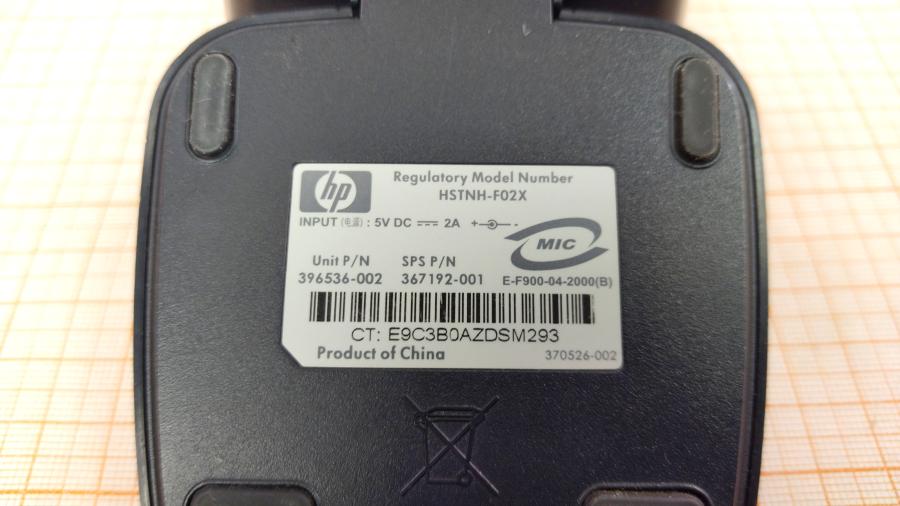 hp
Regulatory Model Number
HSTNH-F02X
INPUT (电源) : 5V DC 2A + -
MIC
Unit P/N SPS P/N
396536-002 367192-001 E-F900-04-2000(B)
CT: E9C3B0AZDSM293
Product of China 370526-002